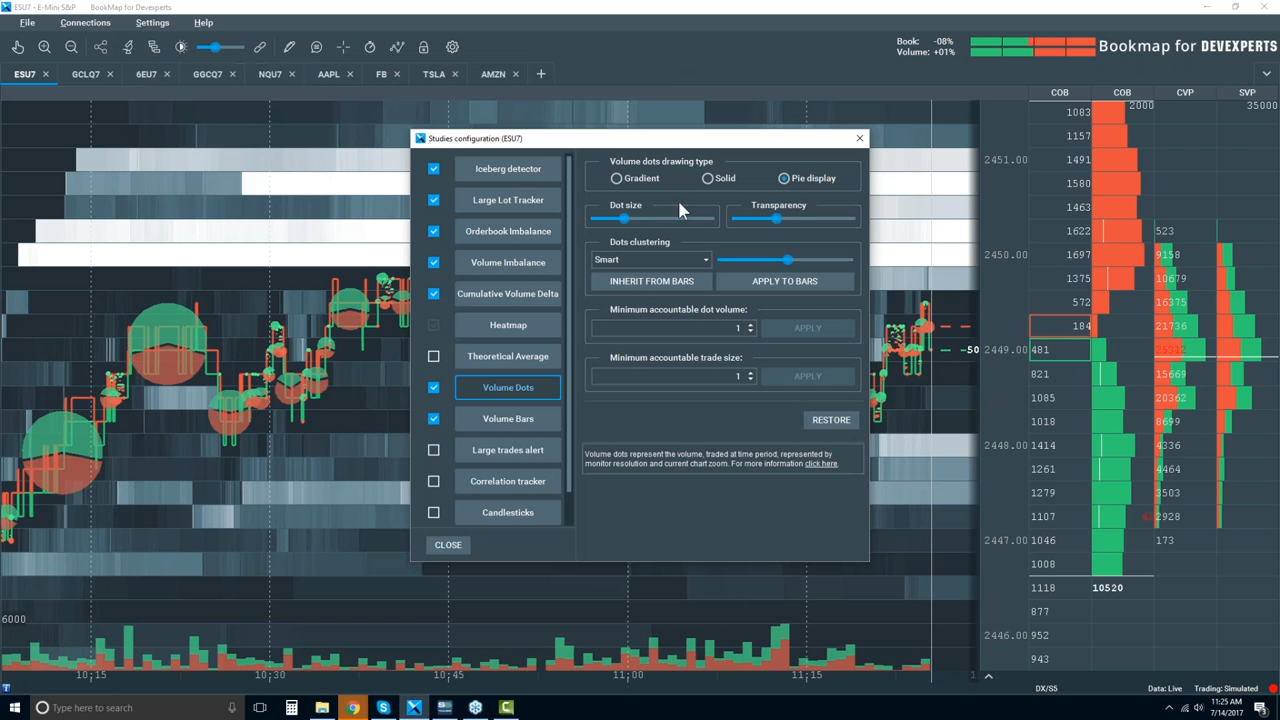 ESU7 - E-Mini S&P BookMap for Devexperts
File Connections Settings Help
Book: -08%
Volume: +01%
Bookmap for DEVEXPERTS
ESU7 GCLQ7 6EU7 GGCQ7 NQU7 AAPL FB TSLA AMZN
COB COB CVP SVP
2000 35000
1083
1157
2451.00 1491
1580
1463
1622 523
2450.00 1697 9158
1375 10679
572 16375
184 21736
-50 2449.00 481 25312
821 15669
1085 20362
1018 8699
2448.00 1414 4336
1261 4464
1279 3503
1107 2928
2447.00 1046 173
1008
1118 10520
877
2446.00 952
943
Studies configuration (ESU7)
Iceberg detector
Large Lot Tracker
Orderbook Imbalance
Volume Imbalance
Cumulative Volume Delta
Heatmap
Theoretical Average
Volume Dots
Volume Bars
Large trades alert
Correlation tracker
Candlesticks
CLOSE
Volume dots drawing type
Gradient Solid Pie display
Dot size Transparency
Dots clustering
Smart
INHERIT FROM BARS APPLY TO BARS
Minimum accountable dot volume:
1 APPLY
Minimum accountable trade size:
1 APPLY
RESTORE
Volume dots represent the volume, traded at time period, represented by
monitor resolution and current chart zoom. For more information click here.
6000
10:15 10:30 10:45 11:00 11:15 1
DX/S5 Data: Live Trading: Simulated
Type here to search
11:25 AM
7/14/2017
3